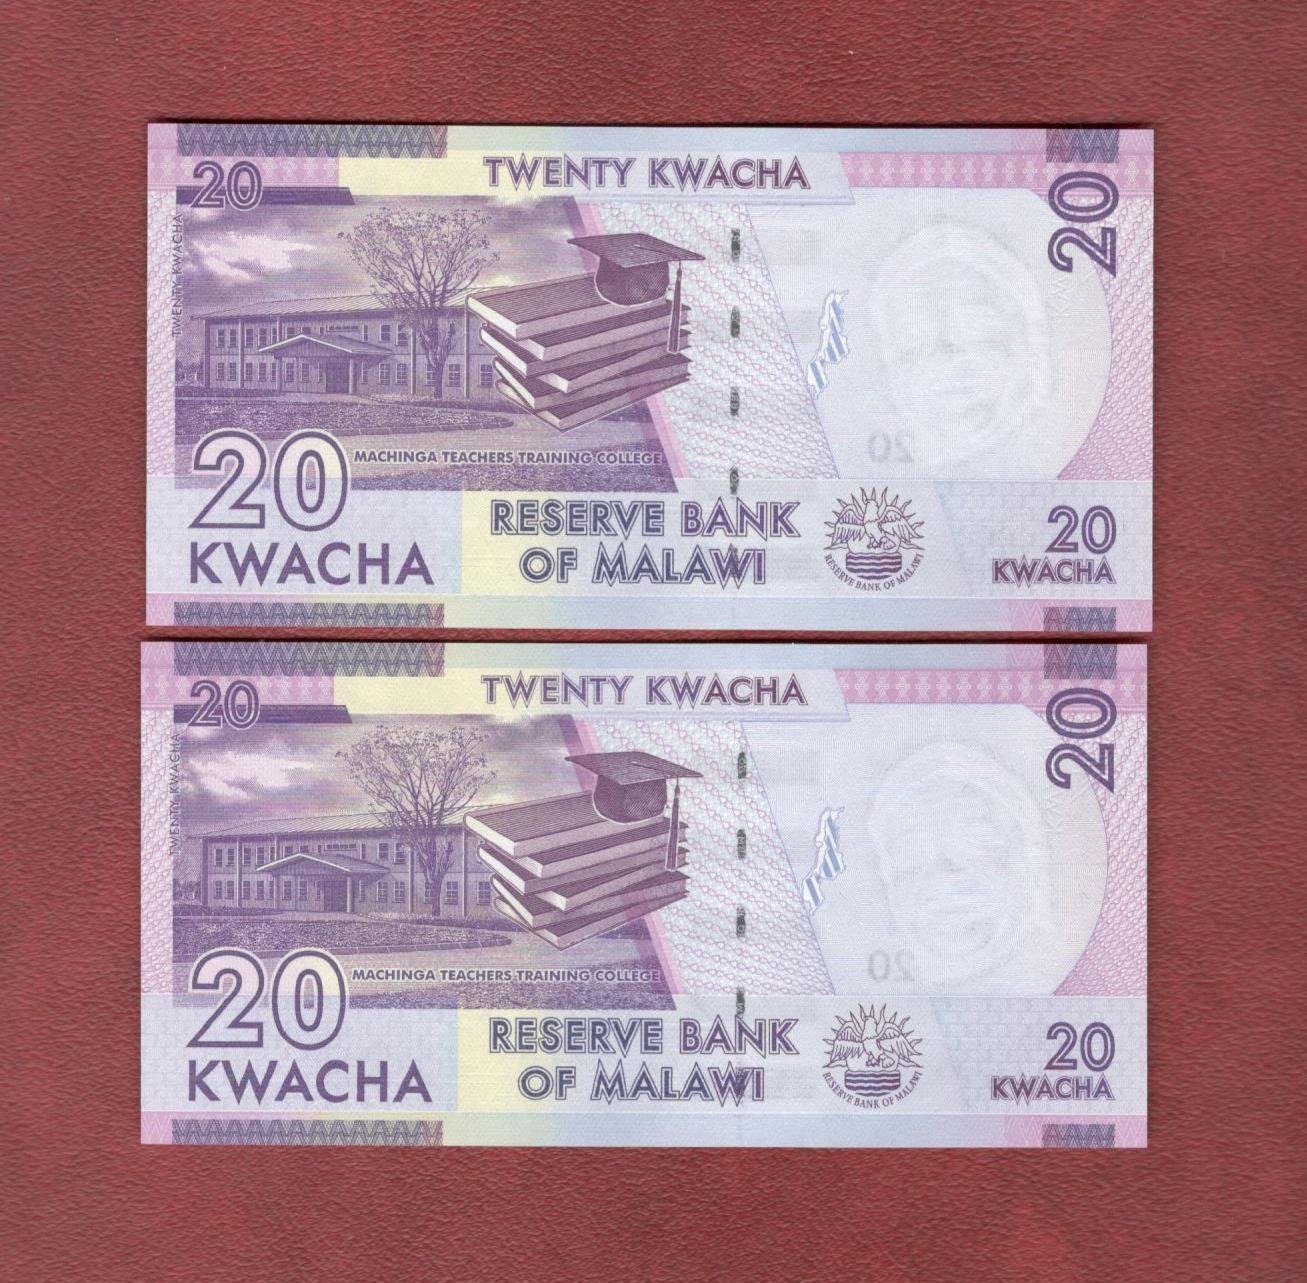 20
TWENTY KWACHA
20
TWENTY KWACHA
MACHINGA TEACHERS TRAINING COLLEGE
20
20
KWACHA
RESERVE BANK
OF MALAWI
RESERVE BANK OF MALAWI
20
KWACHA
20
TWENTY KWACHA
20
TWENTY KWACHA
MACHINGA TEACHERS TRAINING COLLEGE
20
20
KWACHA
RESERVE BANK
OF MALAWI
RESERVE BANK OF MALAWI
20
KWACHA